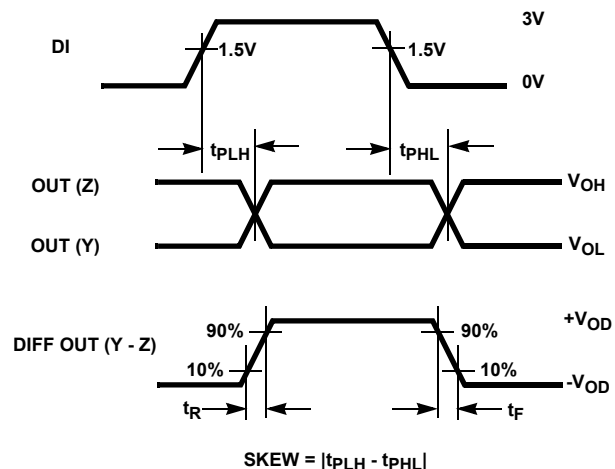 3V
DI
1.5V
1.5V
0V
tPLH
tPHL
OUT (Z)
VOH
OUT (Y)
VOL
+VOD
90%
90%
DIFF OUT (Y - Z)
10%
10%
-VOD
tR
tF
SKEW = |tPLH - tPHL|